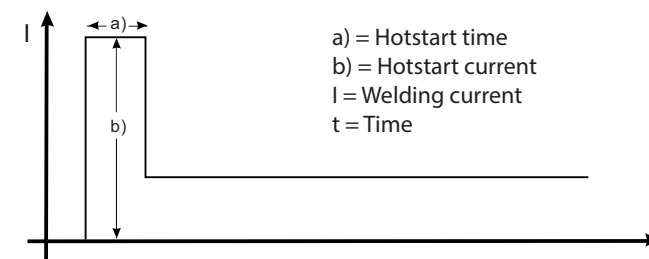 I
a)
b)
a) = Hotstart time
b) = Hotstart current
I = Welding current
t = Time